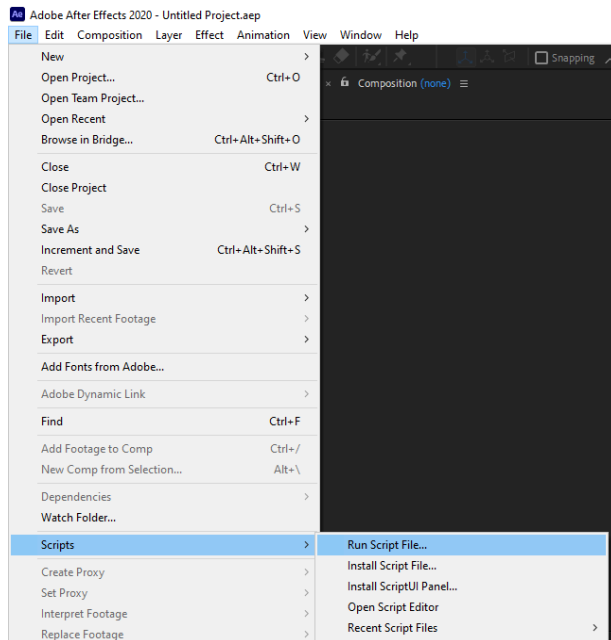 Ae Adobe After Effects 2020 - Untitled Project.aep
File Edit Composition Layer Effect Animation View Window Help
Snapping
× Composition (none)
New
Open Project... Ctrl+O
Open Team Project...
Open Recent
Browse in Bridge... Ctrl+Alt+Shift+O
Close Ctrl+W
Close Project
Save Ctrl+S
Save As
Increment and Save Ctrl+Alt+Shift+S
Revert
Import
Import Recent Footage
Export
Add Fonts from Adobe...
Adobe Dynamic Link
Find Ctrl+F
Add Footage to Comp Ctrl+/
New Comp from Selection... Alt+\
Dependencies
Watch Folder...
Scripts
Create Proxy
Set Proxy
Interpret Footage
Replace Footage
Run Script File...
Install Script File...
Install ScriptUI Panel...
Open Script Editor
Recent Script Files